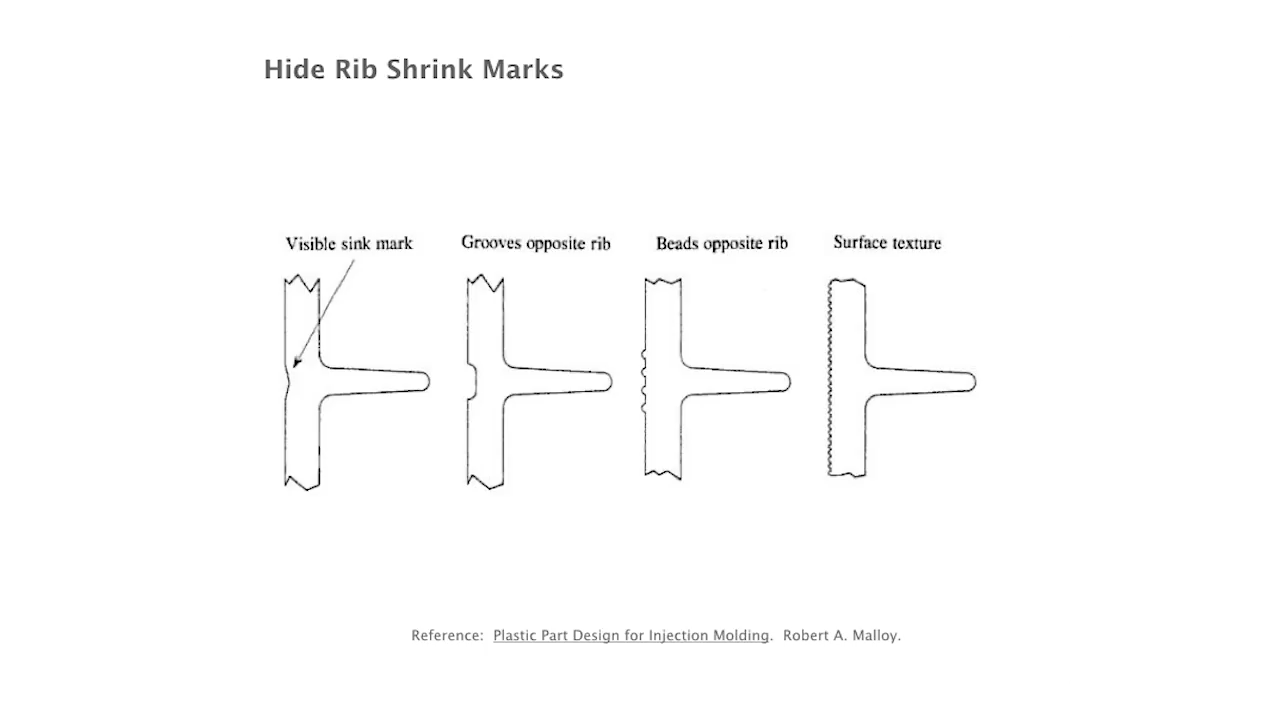 Hide Rib Shrink Marks
Visible sink mark
Grooves opposite rib
Beads opposite rib
Surface texture
Reference: Plastic Part Design for Injection Molding. Robert A. Malloy.